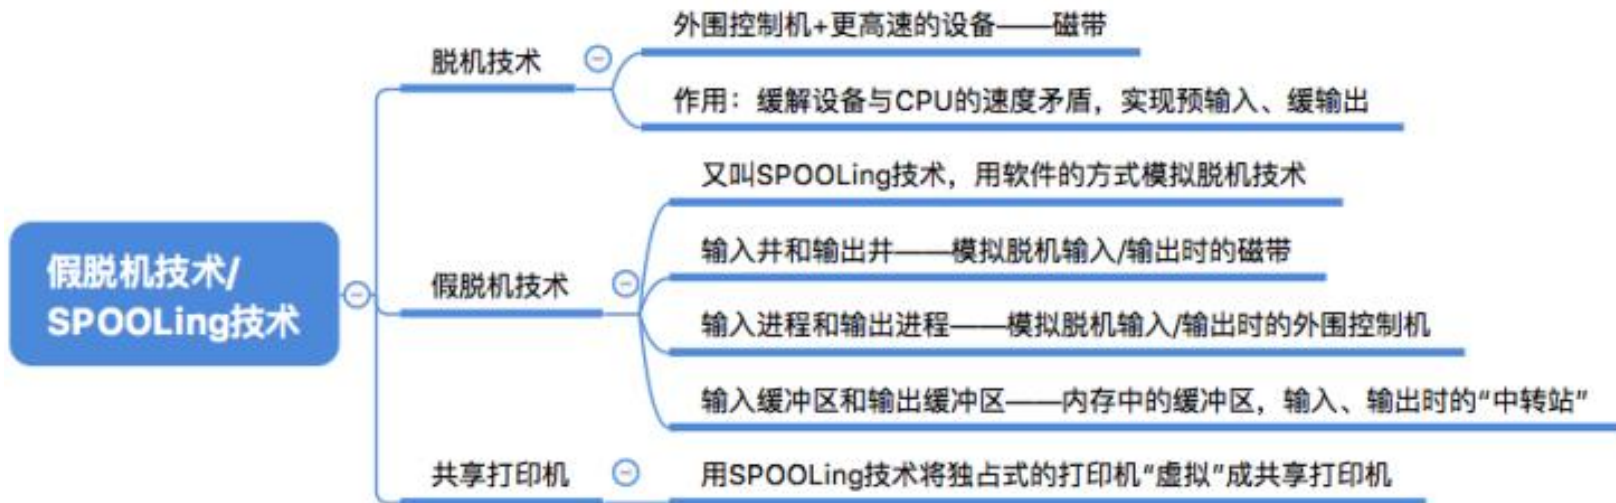 假脱机技术/
SPOOLing技术
脱机技术
外围控制机+更高速的设备——磁带
作用：缓解设备与CPU的速度矛盾，实现预输入、缓输出
假脱机技术
又叫SPOOLing技术，用软件的方式模拟脱机技术
输入井和输出井——模拟脱机输入/输出时的磁带
输入进程和输出进程——模拟脱机输入/输出时的外围控制机
输入缓冲区和输出缓冲区——内存中的缓冲区，输入、输出时的“中转站”
共享打印机
用SPOOLing技术将独占式的打印机“虚拟”成共享打印机